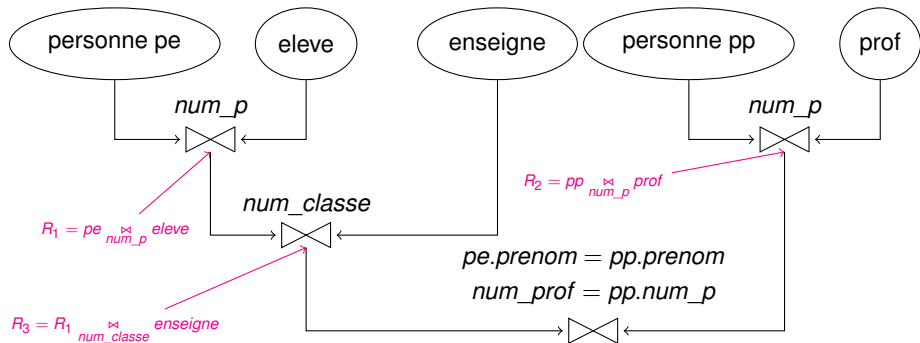 personne pe
eleve
enseigne
personne pp
prof
num_p
num_p
R₁ = pe ⋈ num_p eleve
R₂ = pp ⋈ num_p prof
num_classe
pe.prenom = pp.prenom
num_prof = pp.num_p
R₃ = R₁ ⋈ num_classe enseigne